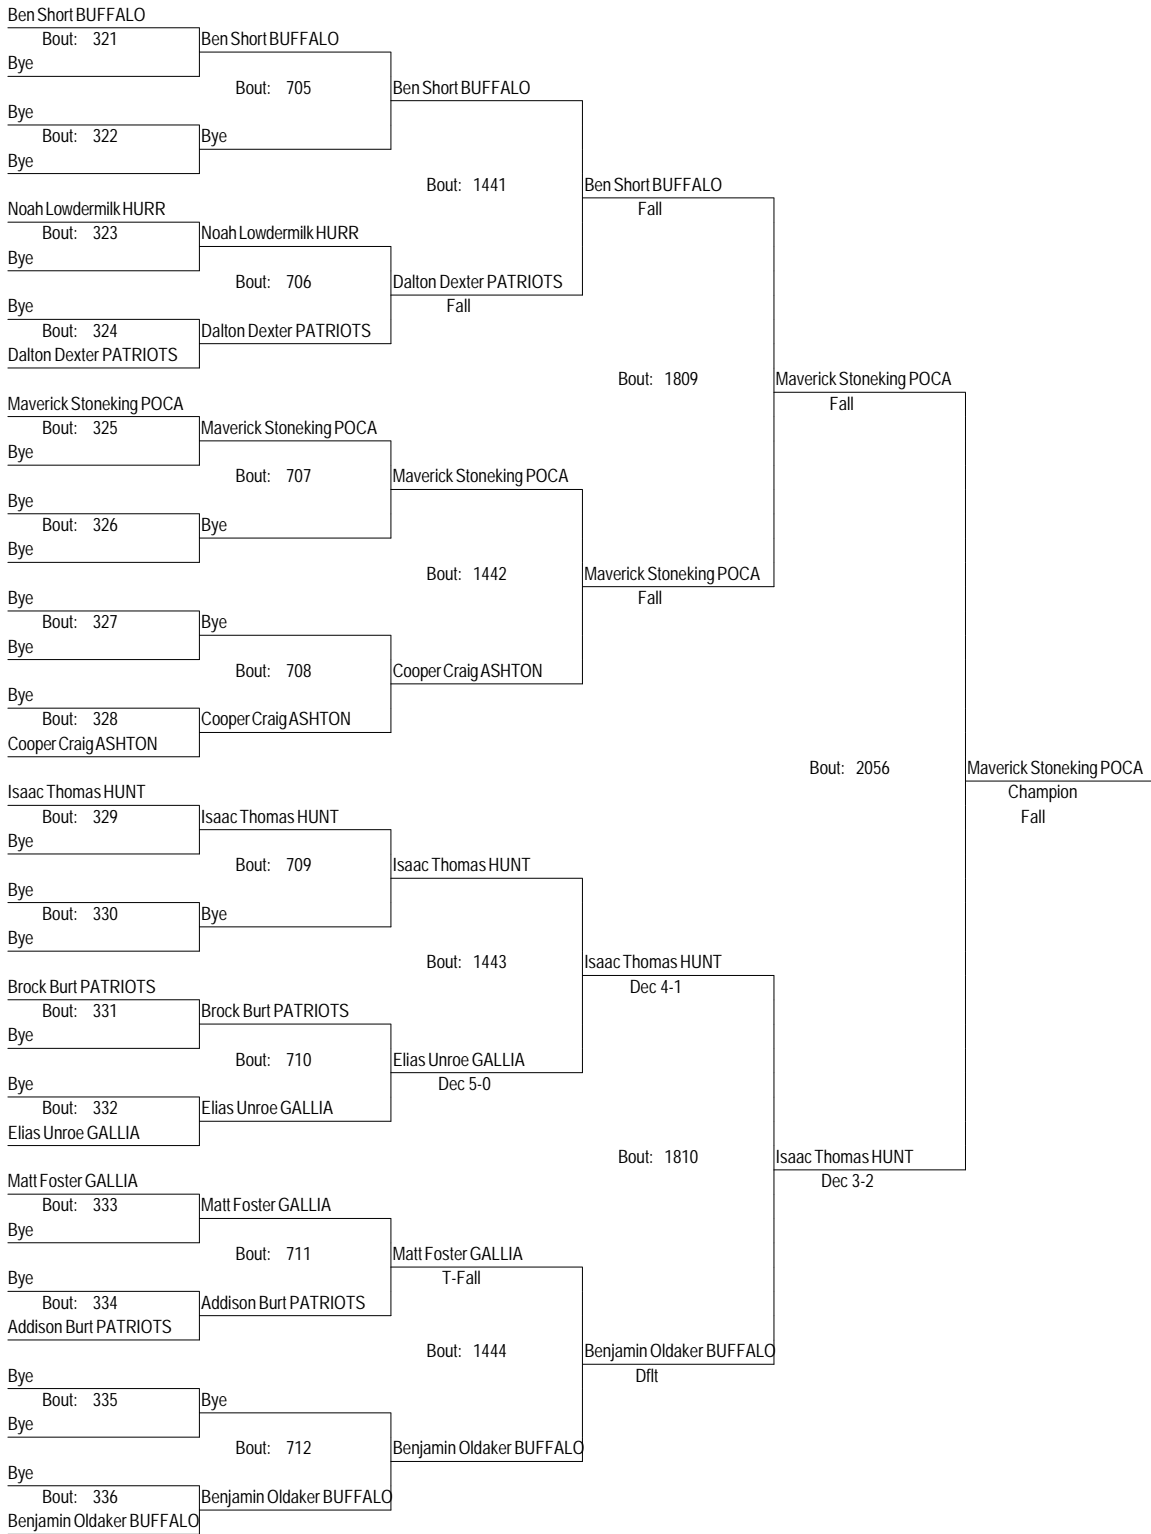 Ben Short BUFFALO
Bout: 321 Ben Short BUFFALO
Bye
Bout: 705 Ben Short BUFFALO
Bye
Bout: 322 Bye
Bye
Bout: 1441 Ben Short BUFFALO
Fall
Noah Lowdermilk HURR
Bout: 323 Noah Lowdermilk HURR
Bye
Bout: 706 Dalton Dexter PATRIOTS
Bye Fall
Bout: 324 Dalton Dexter PATRIOTS
Dalton Dexter PATRIOTS
Bout: 1809 Maverick Stoneking POCA
Maverick Stoneking POCA Fall
Bout: 325 Maverick Stoneking POCA
Bye
Bout: 707 Maverick Stoneking POCA
Bye
Bout: 326 Bye
Bye
Bout: 1442 Maverick Stoneking POCA
Bye Fall
Bout: 327 Bye
Bye
Bout: 708 Cooper Craig ASHTON
Bye
Bout: 328 Cooper Craig ASHTON
Cooper Craig ASHTON
Bout: 2056 Maverick Stoneking POCA
Isaac Thomas HUNT Champion
Bout: 329 Isaac Thomas HUNT Fall
Bye
Bout: 709 Isaac Thomas HUNT
Bye
Bout: 330 Bye
Bye
Bout: 1443 Isaac Thomas HUNT
Brock Burt PATRIOTS Dec 4-1
Bout: 331 Brock Burt PATRIOTS
Bye
Bout: 710 Elias Unroe GALLIA
Bye Dec 5-0
Bout: 332 Elias Unroe GALLIA
Elias Unroe GALLIA
Bout: 1810 Isaac Thomas HUNT
Matt Foster GALLIA Dec 3-2
Bout: 333 Matt Foster GALLIA
Bye
Bout: 711 Matt Foster GALLIA
Bye T-Fall
Bout: 334 Addison Burt PATRIOTS
Addison Burt PATRIOTS
Bout: 1444 Benjamin Oldaker BUFFALO
Bye Dflt
Bout: 335 Bye
Bye
Bout: 712 Benjamin Oldaker BUFFALO
Bye
Bout: 336 Benjamin Oldaker BUFFALO
Benjamin Oldaker BUFFALO